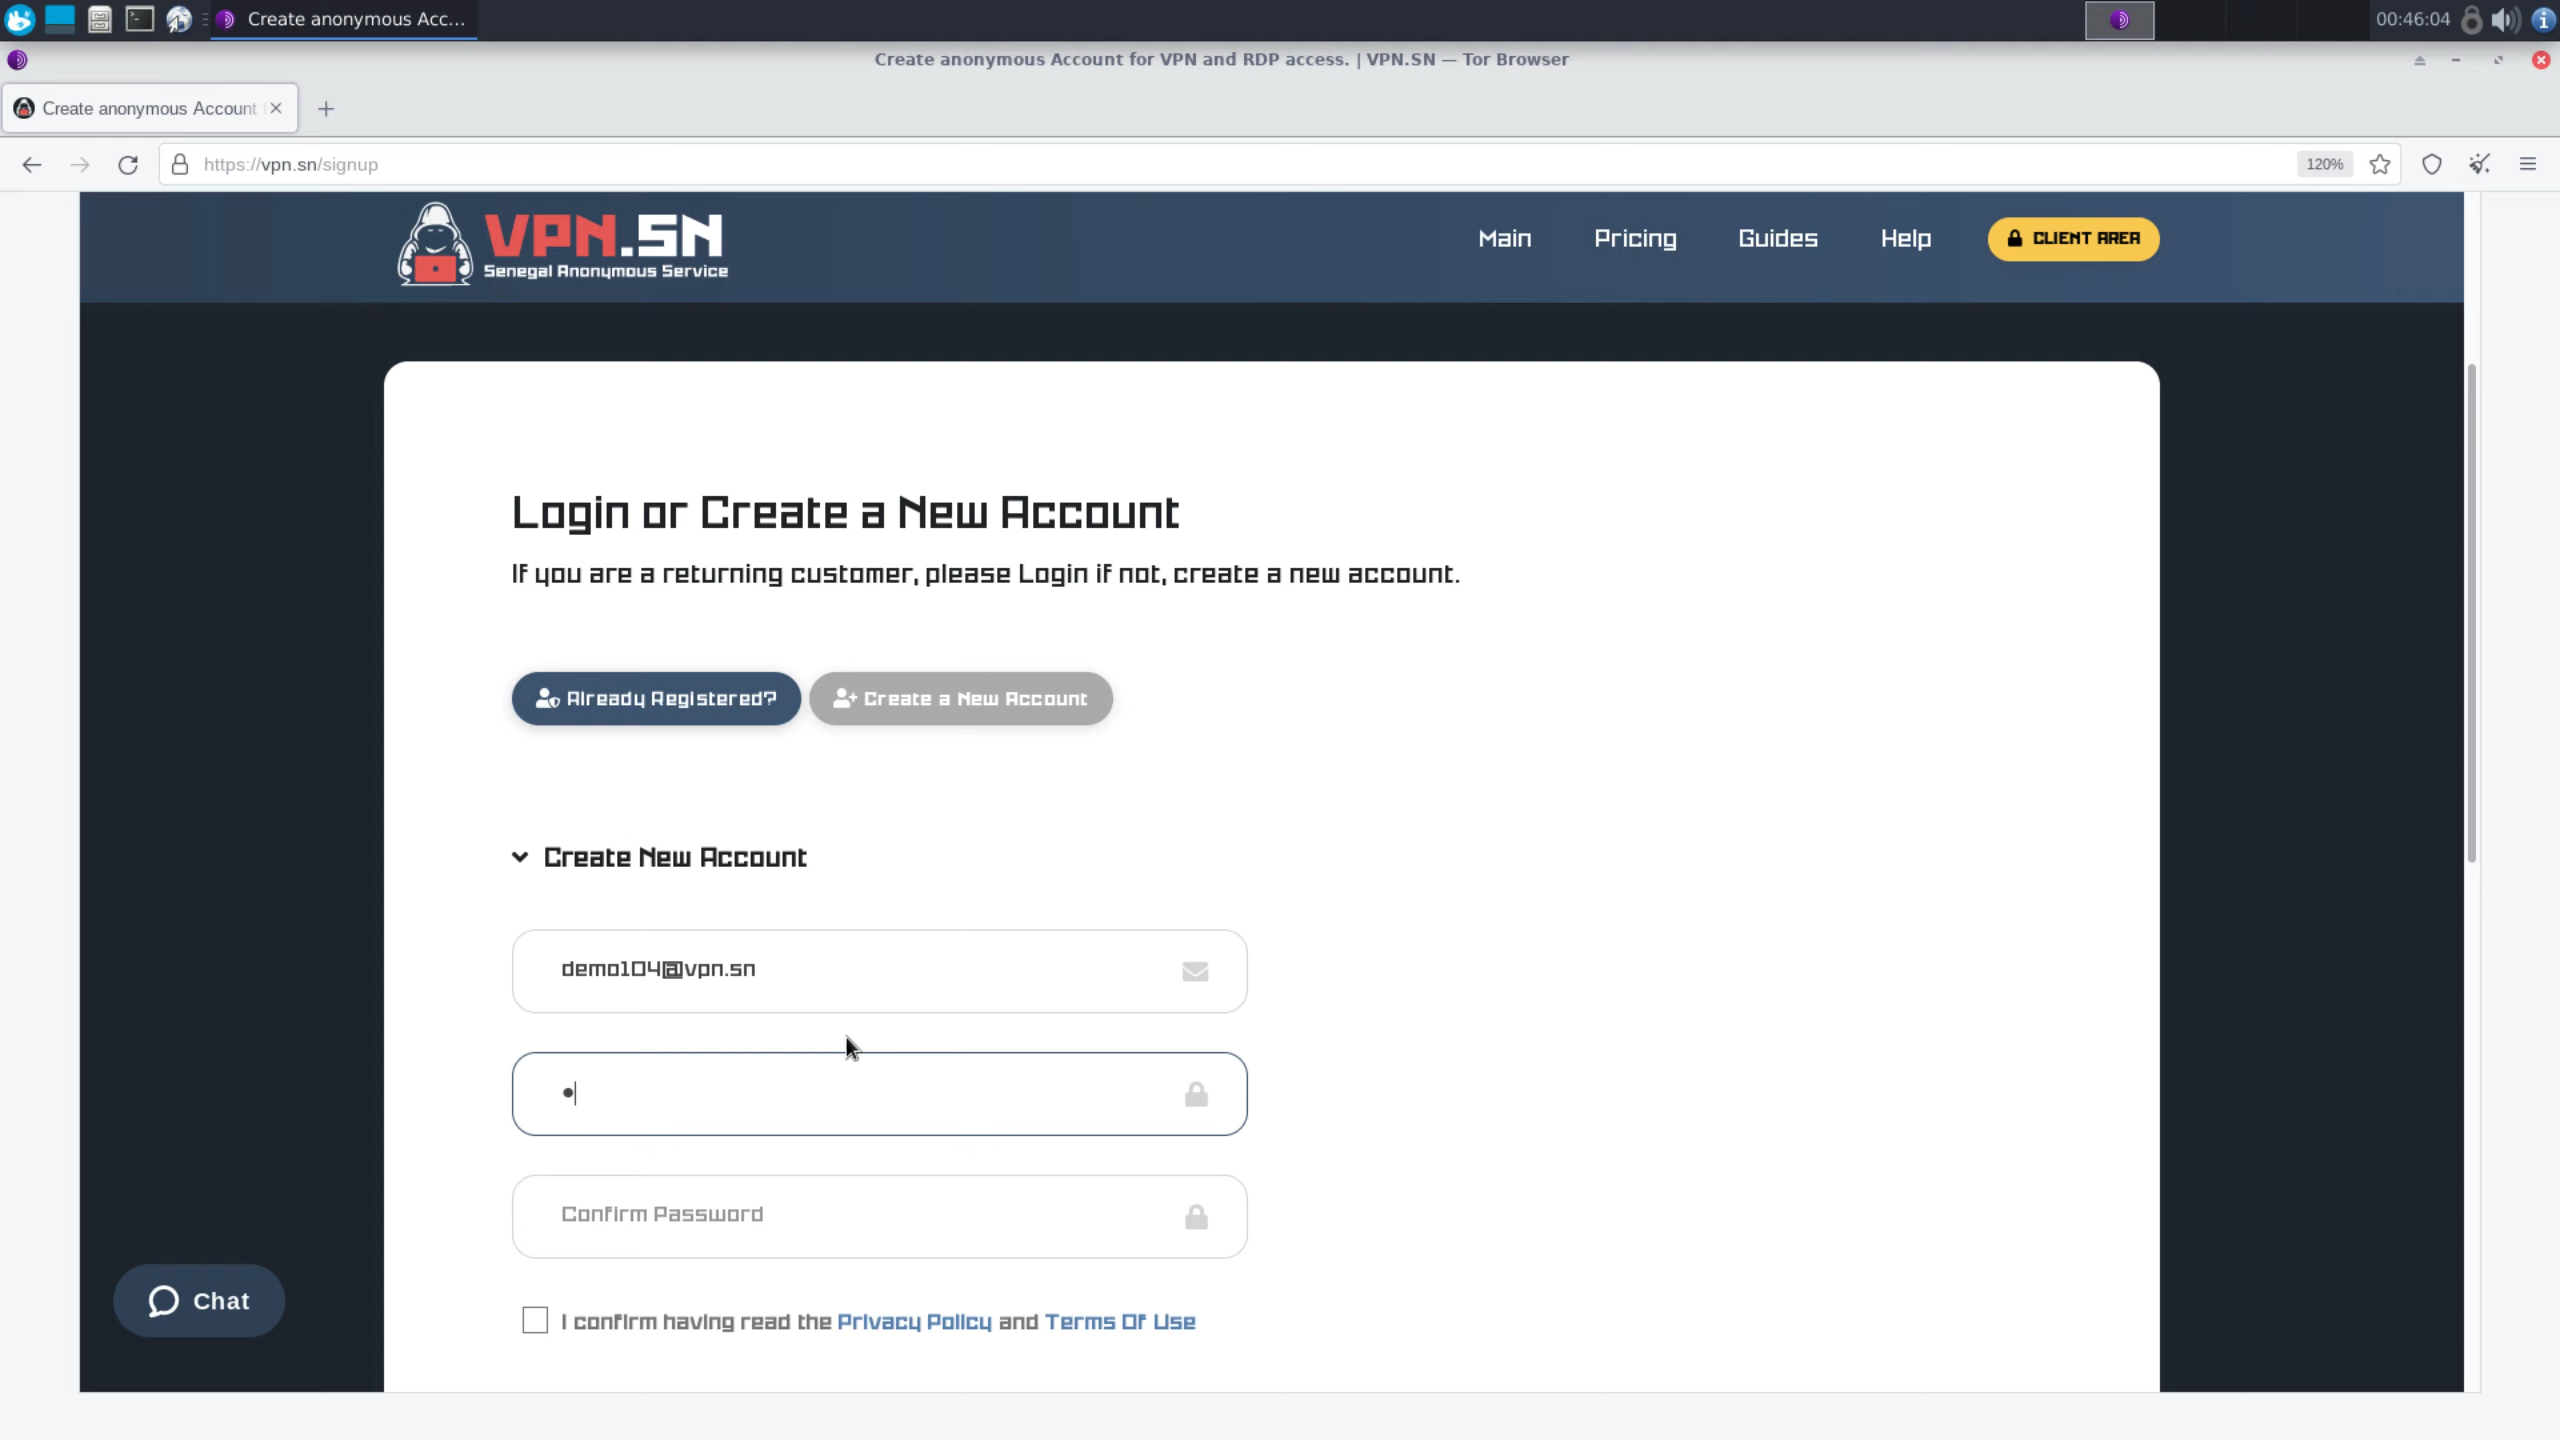 Create anonymous Acc...
00:46:04
Create anonymous Account for VPN and RDP access. | VPN.SN — Tor Browser
Create anonymous Account
https://vpn.sn/signup
120%
VPN.SN
Senegal Anonymous Service
Main
Pricing
Guides
Help
CLIENT AREA
Login or Create a New Account
If you are a returning customer, please Login if not, create a new account.
Already Registered?
Create a New Account
Create New Account
demo104@vpn.sn
Confirm Password
Chat
I confirm having read the Privacy Policy and Terms Of Use